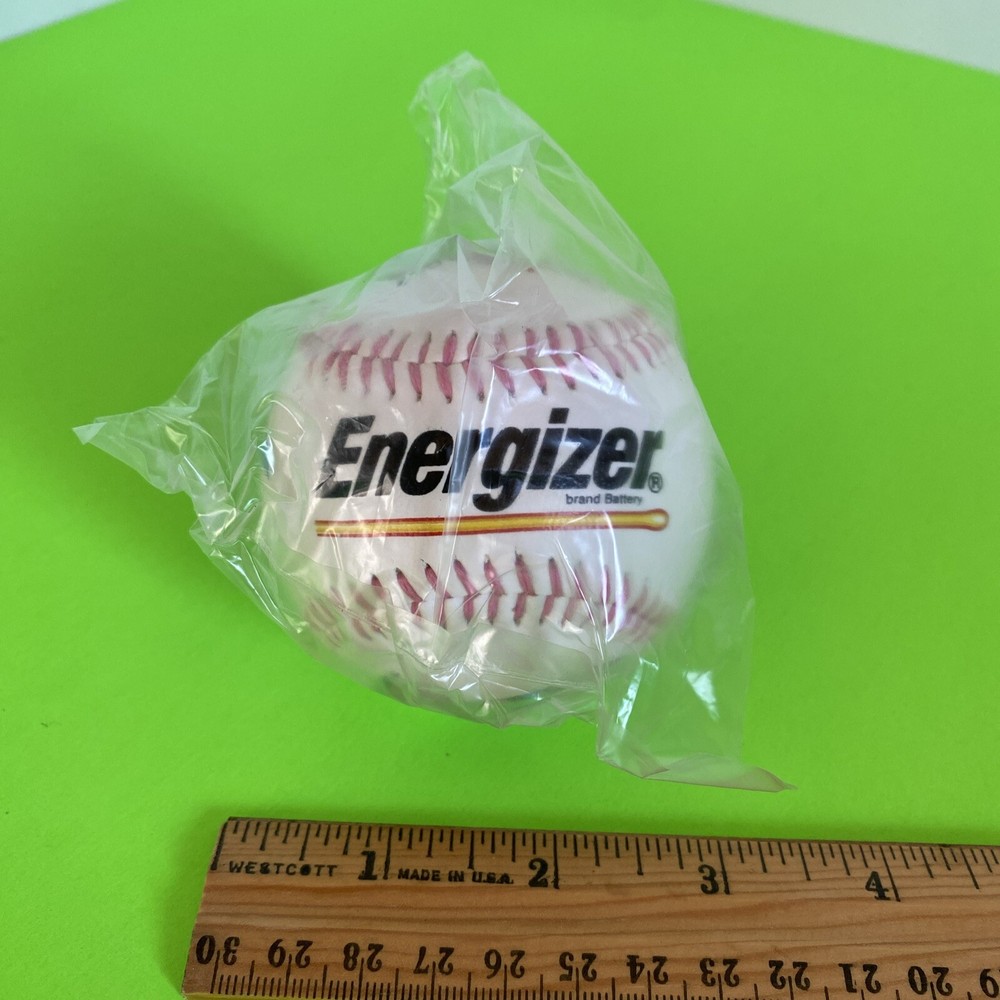 Energizer®
brand Battery
WESTCOTT 1 MADE IN U.S.A. 2 3 4
30 29 28 27 26 25 24 23 22 21 20 19